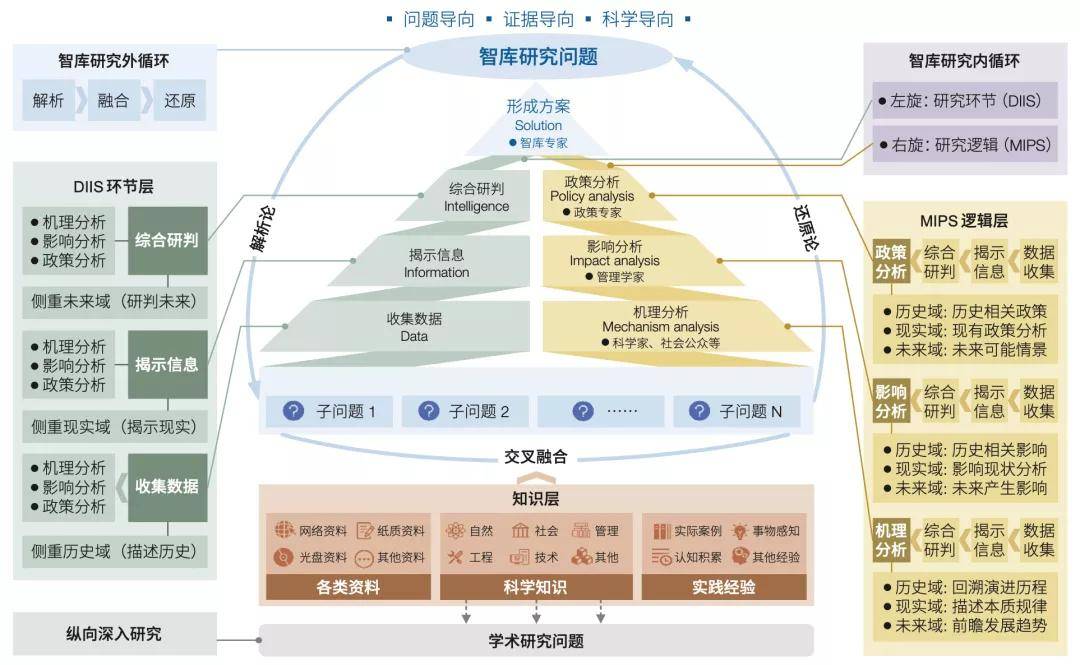 ▪ 问题导向 ▪ 证据导向 ▪ 科学导向 ▪
智库研究问题
智库研究外循环
解析
融合
还原
智库研究内循环
● 左旋：研究环节 (DIIS)
● 右旋：研究逻辑 (MIPS)
形成方案
Solution
● 智库专家
解析论
还原论
综合研判
Intelligence
政策分析
Policy analysis
● 政策专家
揭示信息
Information
影响分析
Impact analysis
● 管理学家
收集数据
Data
机理分析
Mechanism analysis
● 科学家、社会公众等
? 子问题 1
? 子问题 2
? ……
? 子问题 N
交叉融合
DIIS 环节层
● 机理分析
● 影响分析
● 政策分析
综合研判
侧重未来域（研判未来）
● 机理分析
● 影响分析
● 政策分析
揭示信息
侧重现实域（揭示现实）
● 机理分析
● 影响分析
● 政策分析
收集数据
侧重历史域（描述历史）
MIPS 逻辑层
政策
分析
综合
研判
揭示
信息
数据
收集
● 历史域: 历史相关政策
● 现实域: 现有政策分析
● 未来域: 未来可能情景
影响
分析
综合
研判
揭示
信息
数据
收集
● 历史域: 历史相关影响
● 现实域: 影响现状分析
● 未来域: 未来产生影响
机理
分析
综合
研判
揭示
信息
数据
收集
● 历史域: 回溯演进历程
● 现实域: 描述本质规律
● 未来域: 前瞻发展趋势
知识层
网络资料
纸质资料
光盘资料
其他资料
各类资料
自然
社会
管理
工程
技术
其他
科学知识
实际案例
事物感知
认知积累
其他经验
实践经验
纵向深入研究
学术研究问题